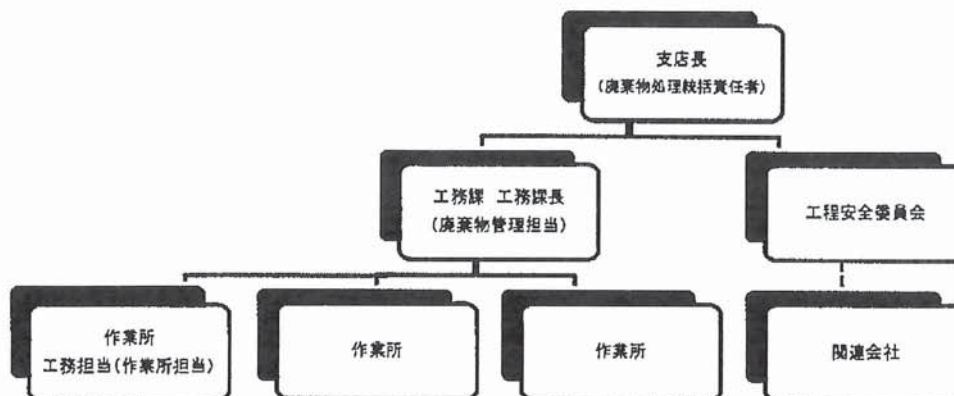 支店長
(廃棄物処理統括責任者)
工務課 工務課長
(廃棄物管理担当)
工程安全委員会
作業所
工務担当(作業所担当)
作業所
作業所
関連会社